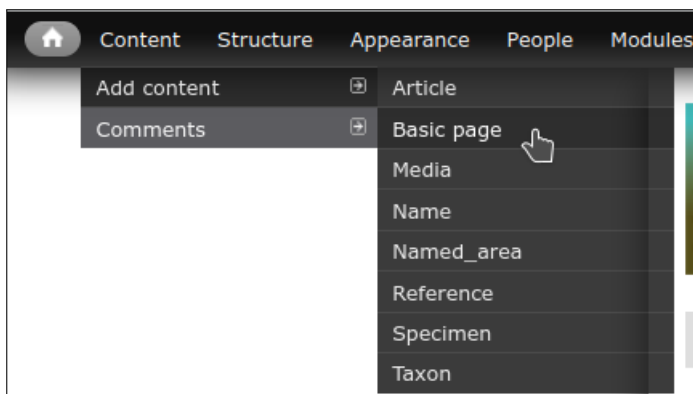 Content Structure Appearance People Modules
Add content
Comments
Article
Basic page
Media
Name
Named_area
Reference
Specimen
Taxon